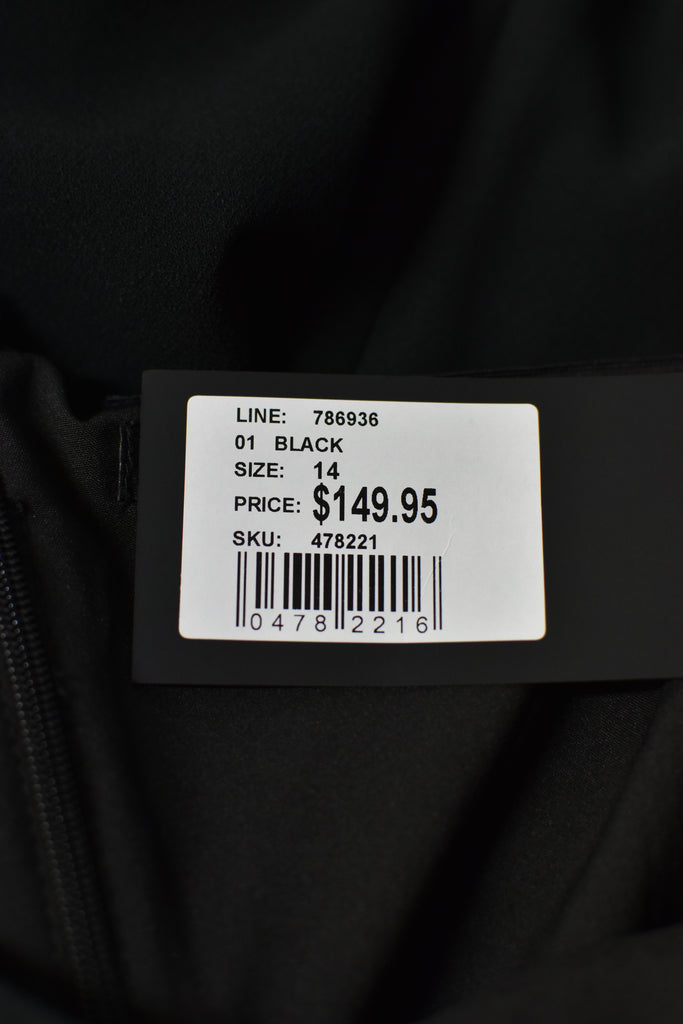 LINE: 786936
01 BLACK
SIZE: 14
PRICE: $149.95
SKU: 478221
0478 2216